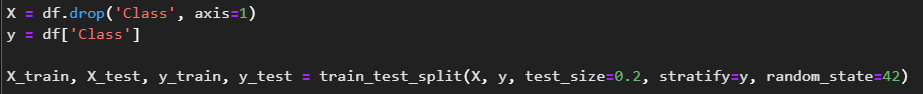 X = df.drop('Class', axis=1)
y = df['Class']
X_train, X_test, y_train, y_test = train_test_split(X, y, test_size=0.2, stratify=y, random_state=42)